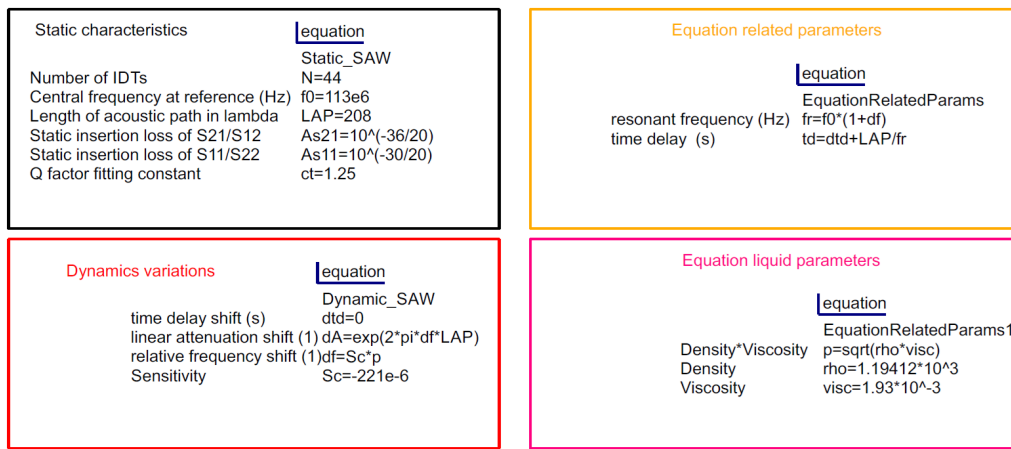 Static characteristics
equation
Static_SAW
Number of IDTs N=44
Central frequency at reference (Hz) f0=113e6
Length of acoustic path in lambda LAP=208
Static insertion loss of S21/S12 As21=10^(-36/20)
Static insertion loss of S11/S22 As11=10^(-30/20)
Q factor fitting constant ct=1.25
Equation related parameters
equation
EquationRelatedParams
resonant frequency (Hz) fr=f0*(1+df)
time delay (s) td=dtd+LAP/fr
Dynamics variations
equation
Dynamic_SAW
time delay shift (s) dtd=0
linear attenuation shift (1) dA=exp(2*pi*df*LAP)
relative frequency shift (1) df=Sc*p
Sensitivity Sc=-221e-6
Equation liquid parameters
equation
EquationRelatedParams1
Density*Viscosity p=sqrt(rho*visc)
Density rho=1.19412*10^3
Viscosity visc=1.93*10^-3